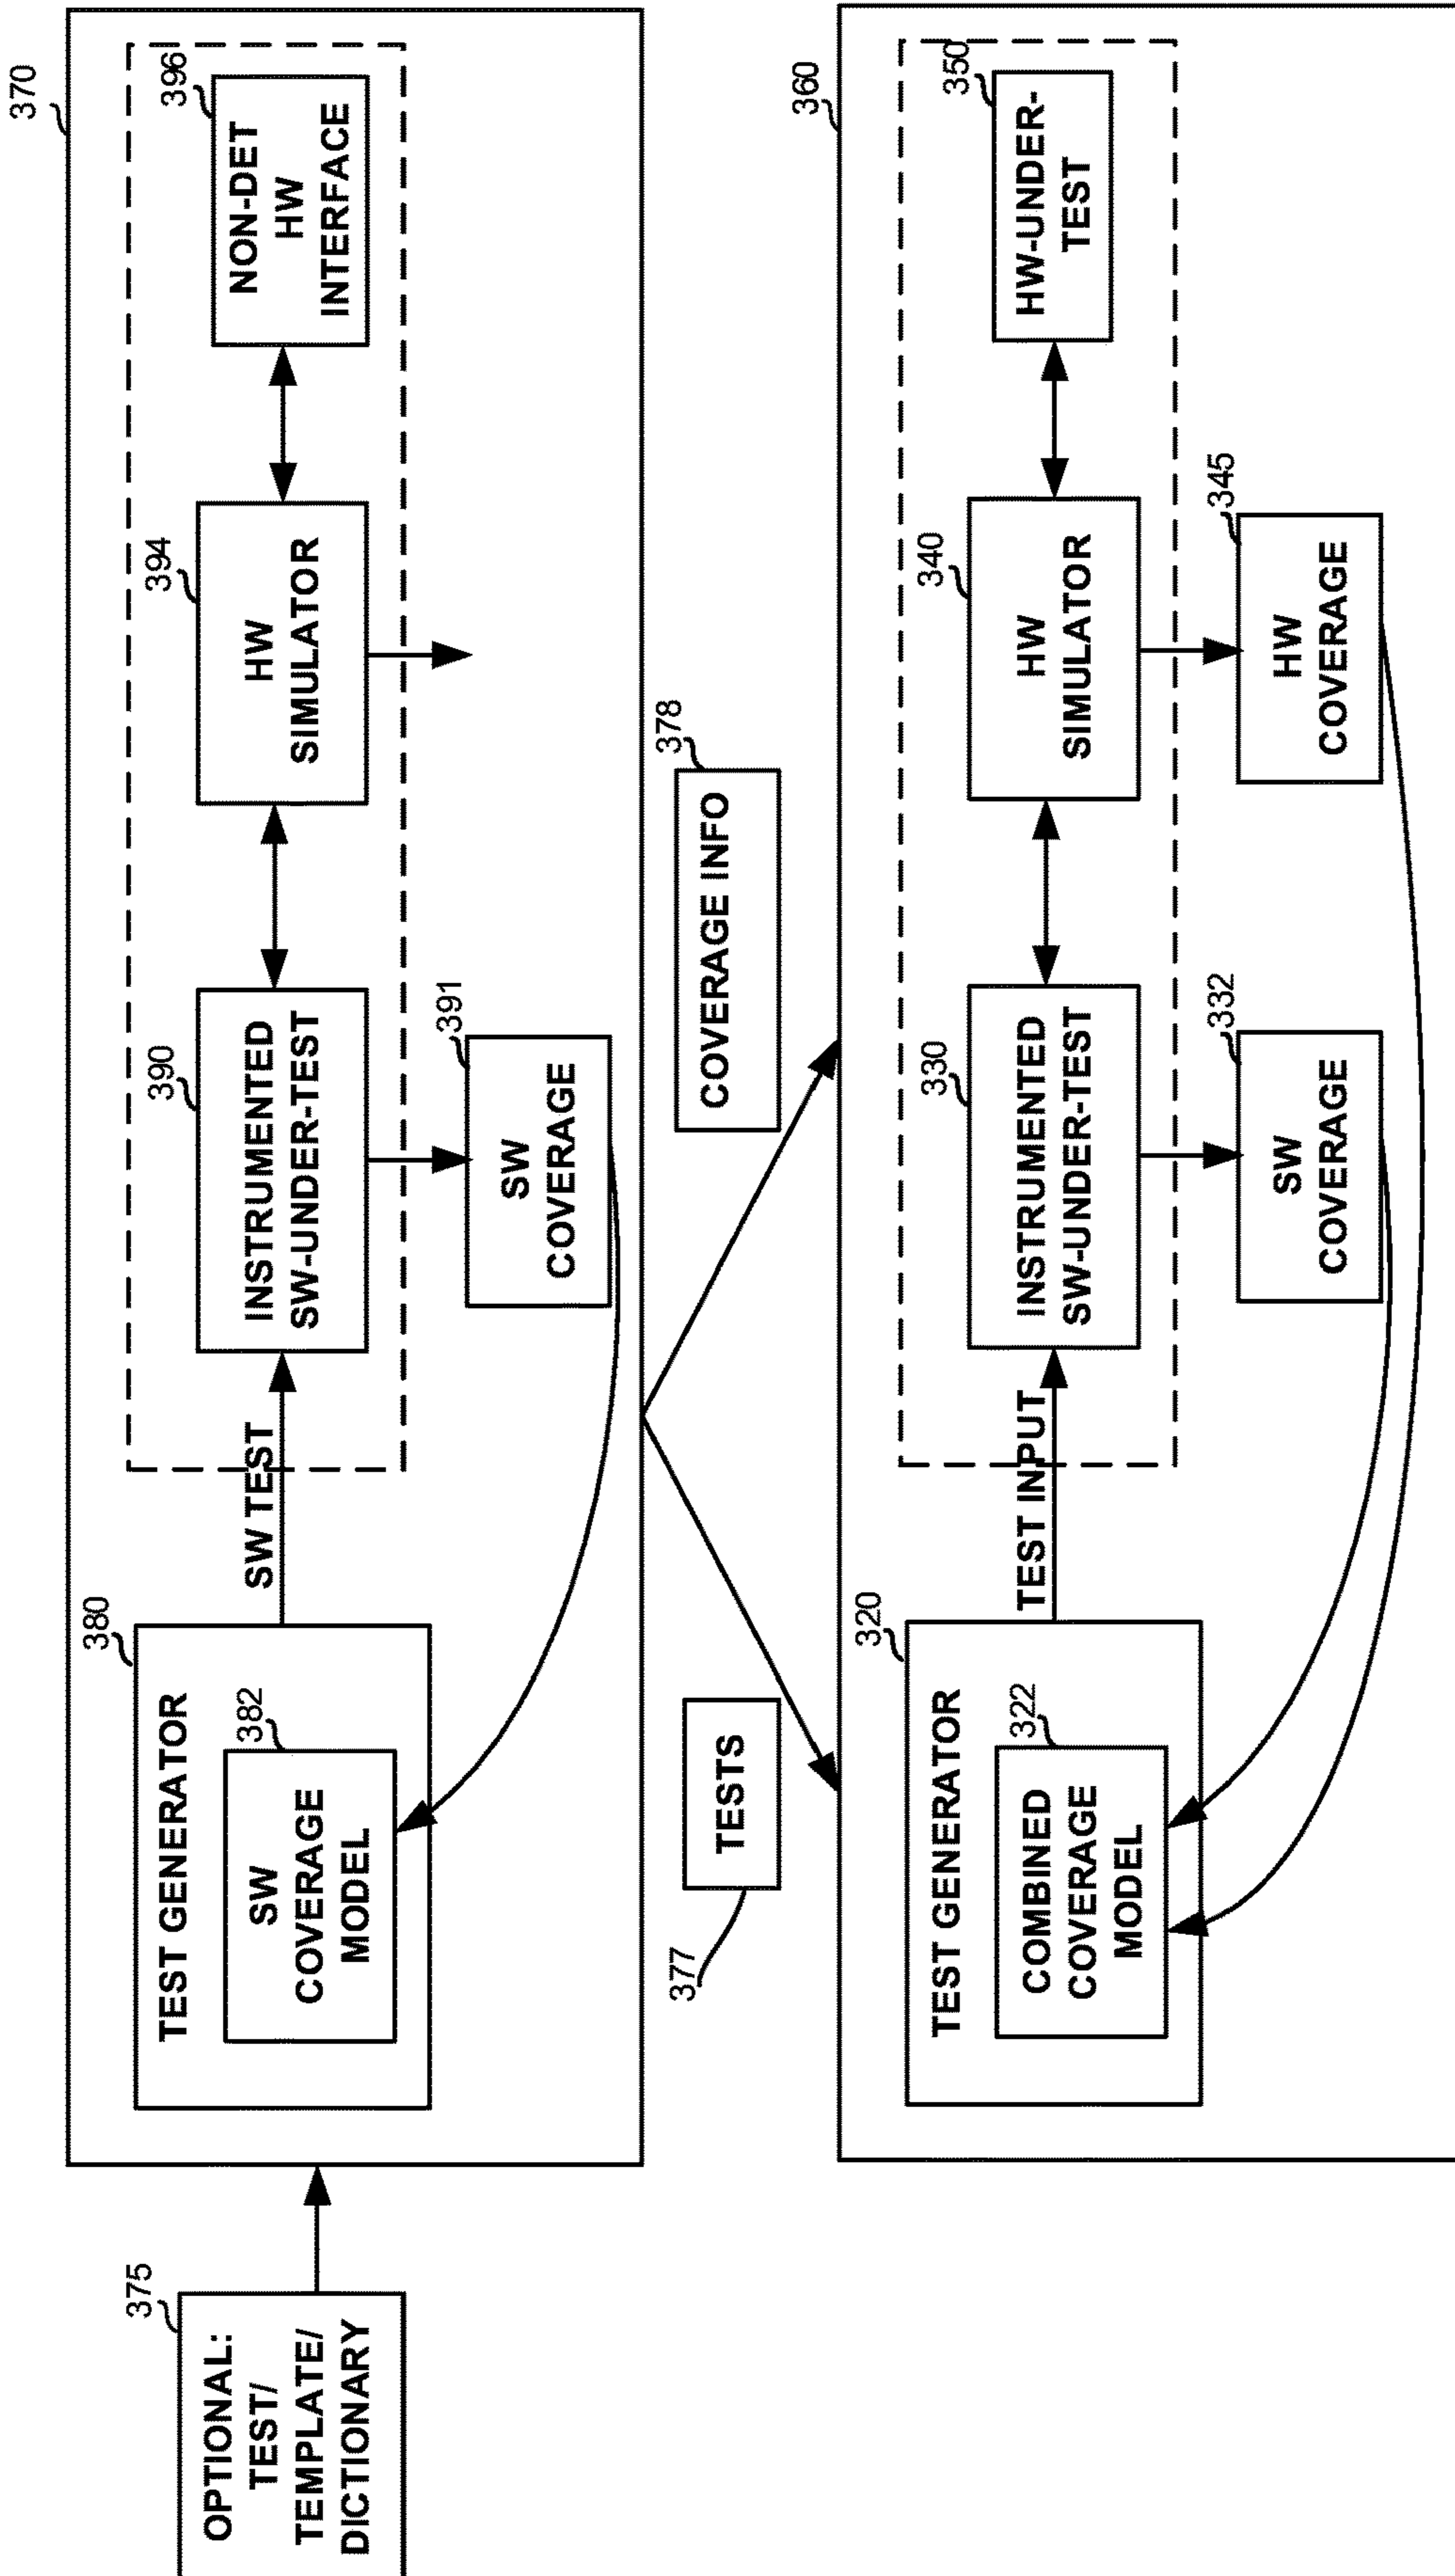 375
OPTIONAL:
TEST/
TEMPLATE/
DICTIONARY
370
380
TEST GENERATOR
382
SW
COVERAGE
MODEL
SW TEST
390
INSTRUMENTED
SW-UNDER-TEST
391
SW
COVERAGE
394
HW
SIMULATOR
396
NON-DET
HW
INTERFACE
377
TESTS
378
COVERAGE INFO
360
320
TEST GENERATOR
322
COMBINED
COVERAGE
MODEL
TEST INPUT
330
INSTRUMENTED
SW-UNDER-TEST
332
SW
COVERAGE
340
HW
SIMULATOR
345
HW
COVERAGE
350
HW-UNDER-
TEST